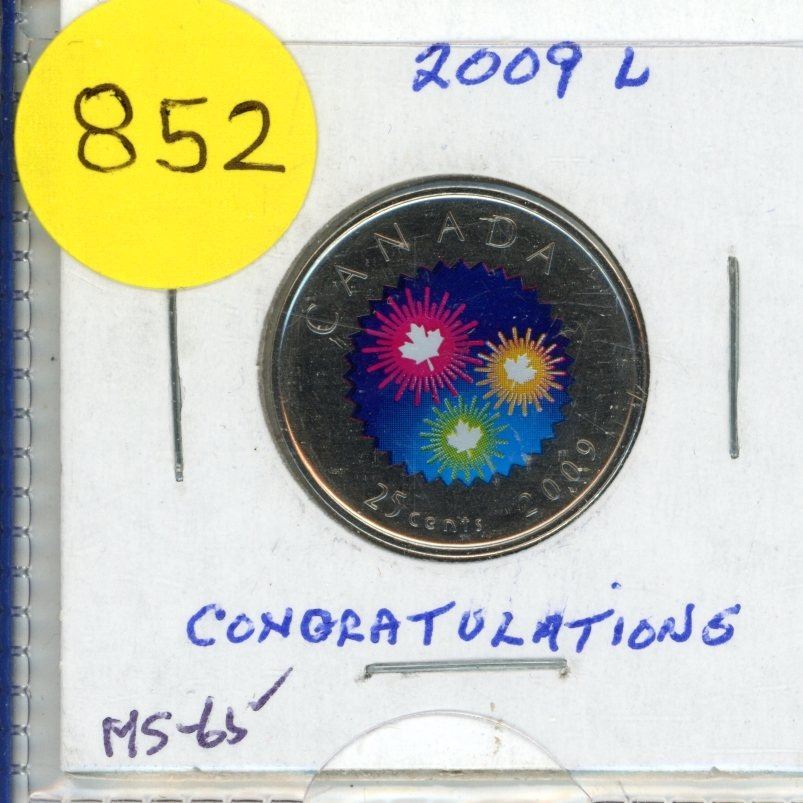 852
2009 L
CANADA
25 cents 2009
CONGRATULATIONS
MS-65